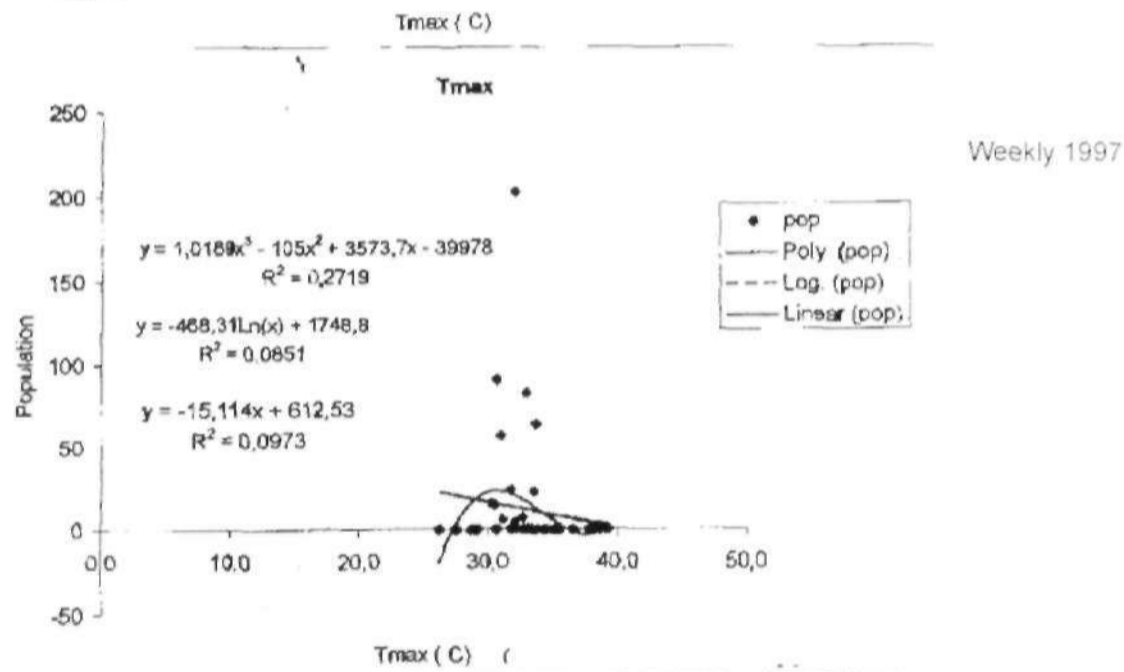 Tmax ( C)
Tmax
250
200
150
100
50
0
-50
Population
Weekly 1997
y = 1,0189x³ - 105x² + 3573,7x - 39978
R² = 0,2719
y = -468,31Ln(x) + 1748,8
R² = 0,0851
y = -15,114x + 612,53
R² = 0,0973
pop
Poly (pop)
Log. (pop)
Linear (pop)
0,0 10,0 20,0 30,0 40,0 50,0
Tmax ( C)